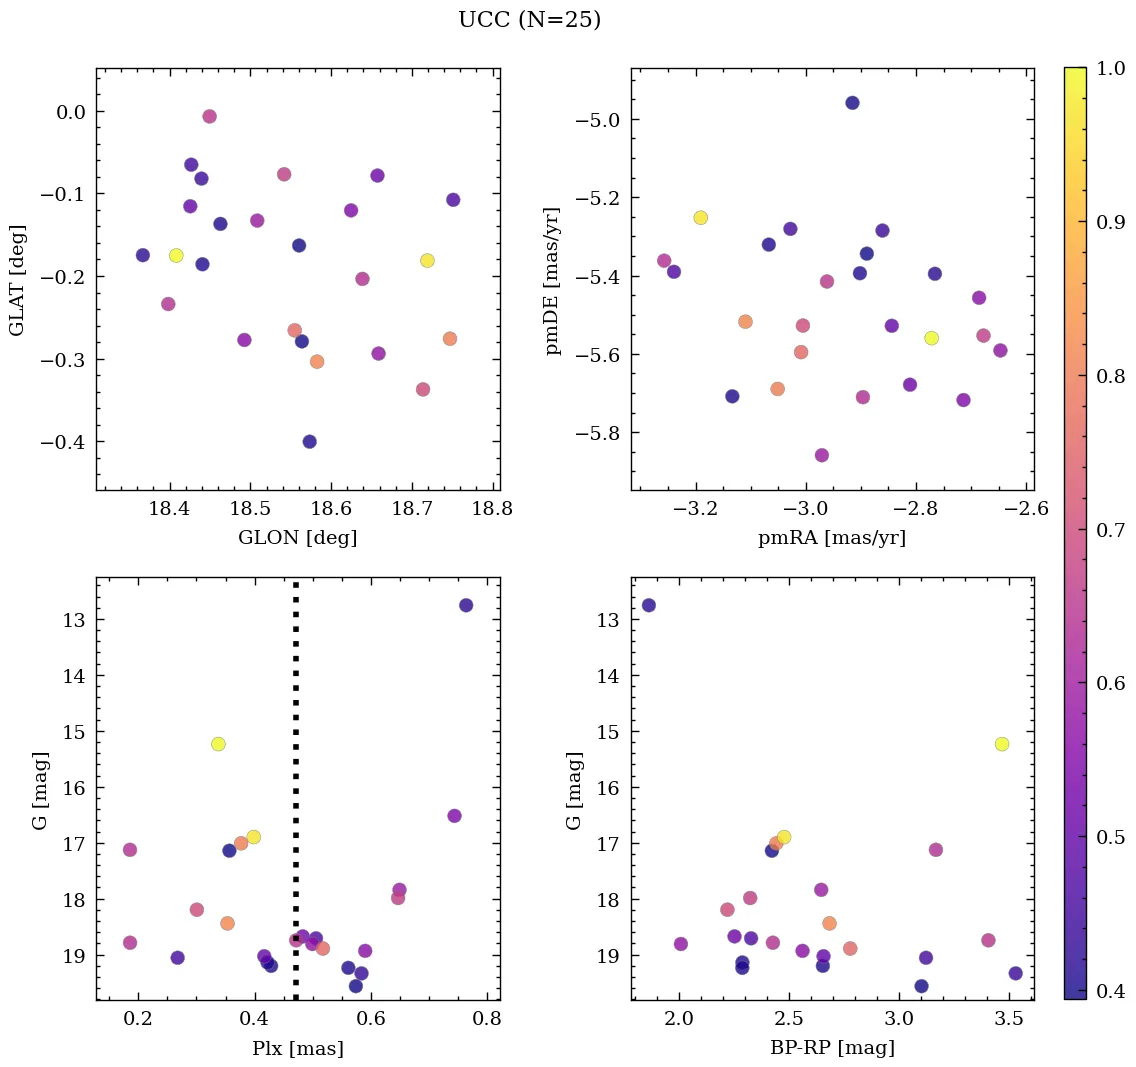 UCC (N=25)
0.0
−0.1
−0.2
−0.3
−0.4
GLAT [deg]
18.4 18.5 18.6 18.7 18.8
GLON [deg]
−5.0
−5.2
−5.4
−5.6
−5.8
pmDE [mas/yr]
−3.2 −3.0 −2.8 −2.6
pmRA [mas/yr]
13
14
15
16
17
18
19
G [mag]
0.2 0.4 0.6 0.8
Plx [mas]
13
14
15
16
17
18
19
G [mag]
2.0 2.5 3.0 3.5
BP-RP [mag]
1.0
0.9
0.8
0.7
0.6
0.5
0.4